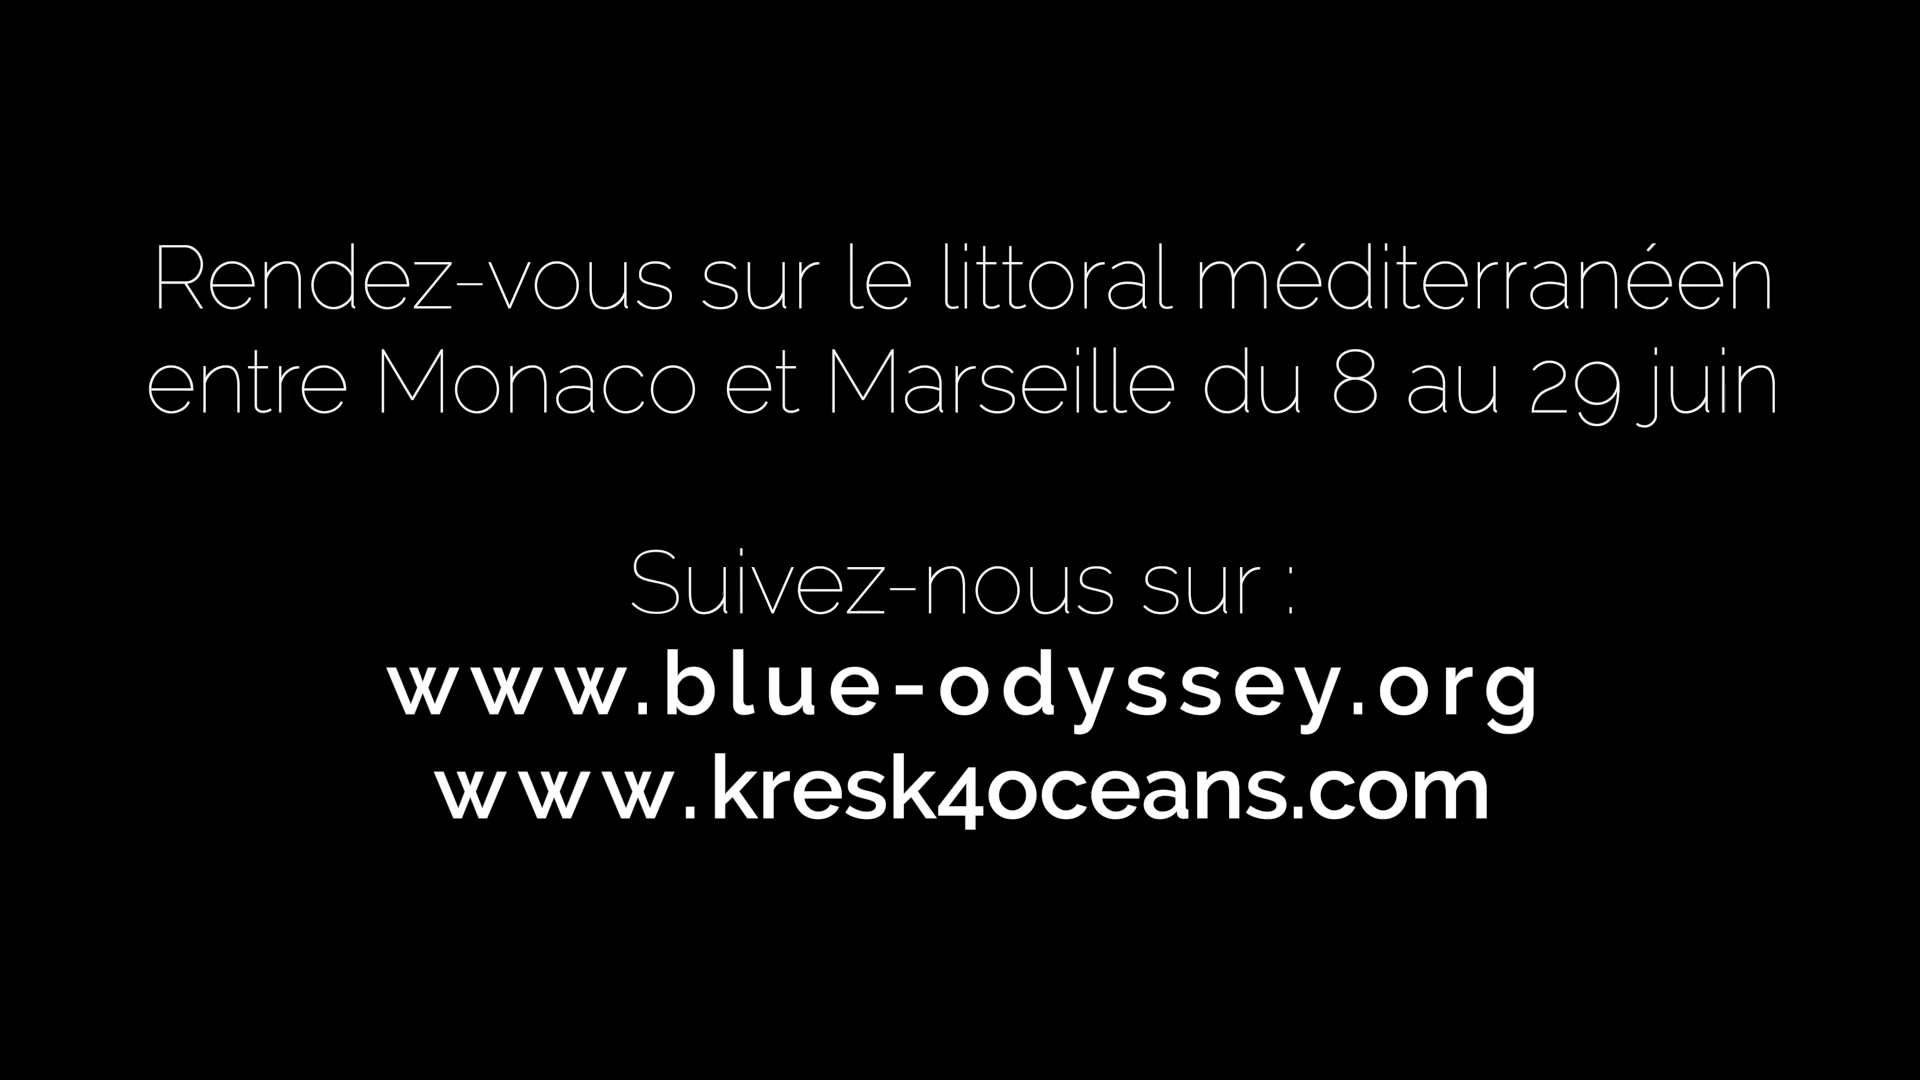 Rendez-vous sur le littoral méditerranéen
entre Monaco et Marseille du 8 au 29 juin
Suivez-nous sur :
www.blue-odyssey.org
www.kresk4oceans.com